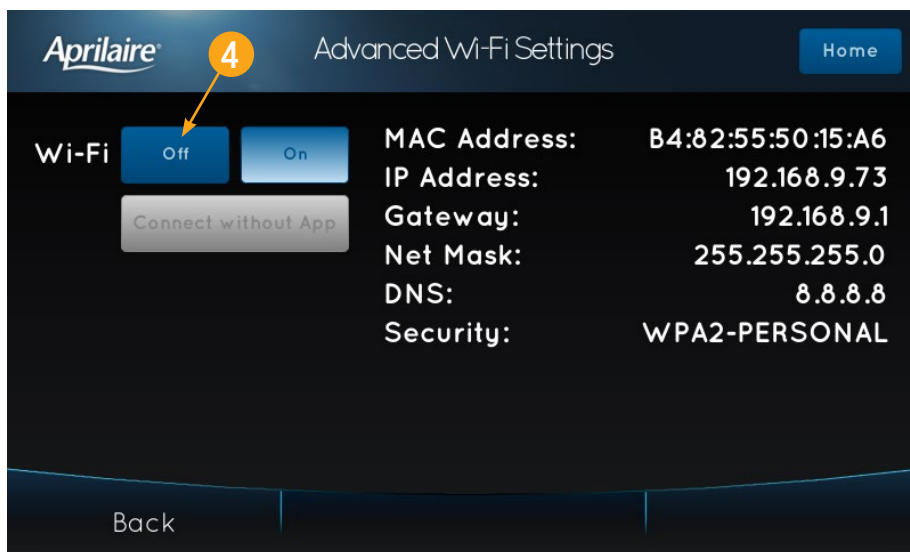 Aprilaire
4
Advanced Wi-Fi Settings
Home
Wi-Fi
Off
On
Connect without App
MAC Address: B4:82:55:50:15:A6
IP Address: 192.168.9.73
Gateway: 192.168.9.1
Net Mask: 255.255.255.0
DNS: 8.8.8.8
Security: WPA2-PERSONAL
Back